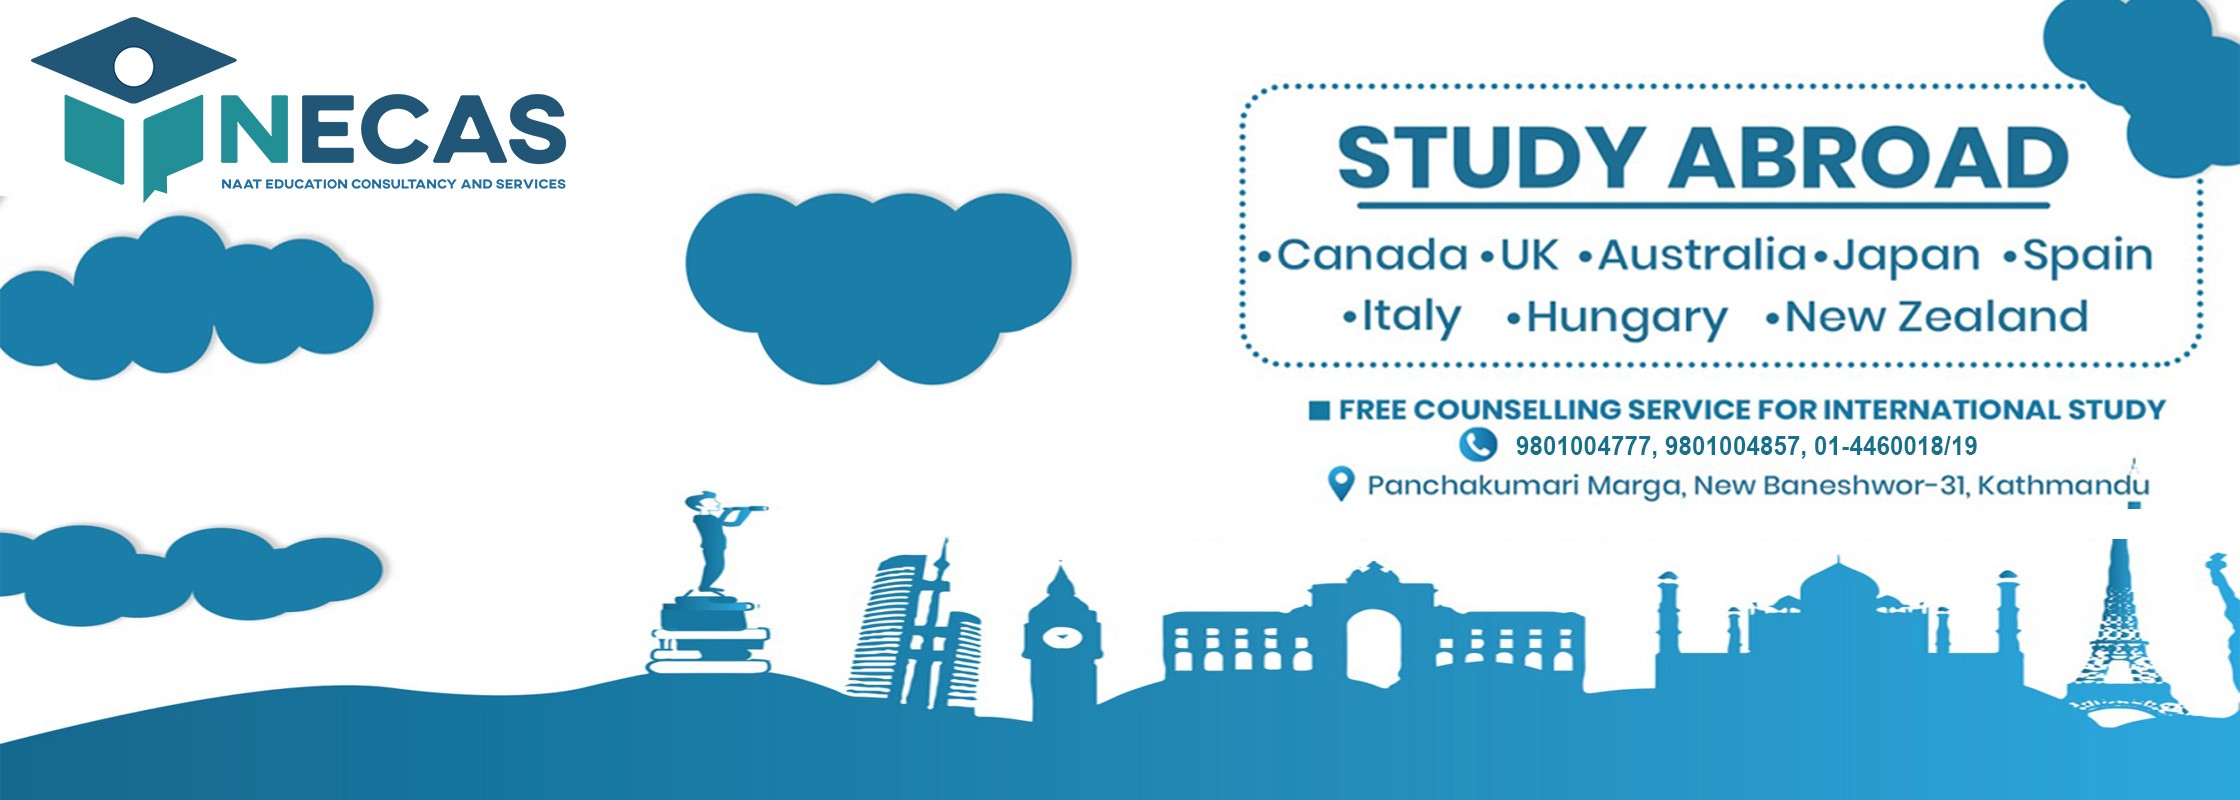 NECAS
NAAT EDUCATION CONSULTANCY AND SERVICES
STUDY ABROAD
•Canada •UK •Australia •Japan •Spain
•Italy •Hungary •New Zealand
FREE COUNSELLING SERVICE FOR INTERNATIONAL STUDY
9801004777, 9801004857, 01-4460018/19
Panchakumari Marga, New Baneshwor-31, Kathmandu